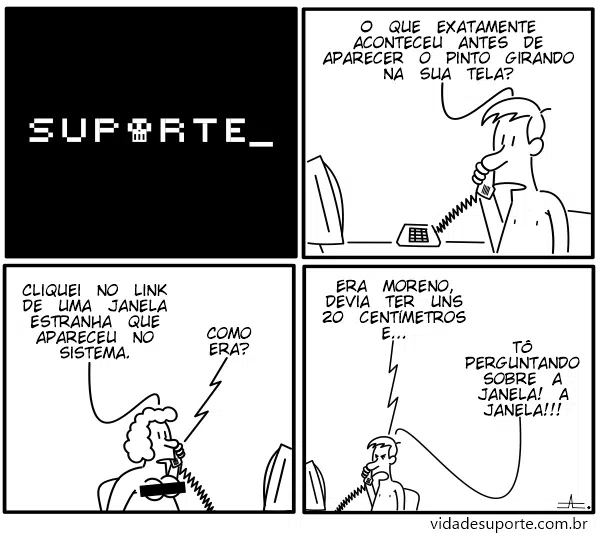 SUPORTE_
O QUE EXATAMENTE
ACONTECEU ANTES DE
APARECER O PINTO GIRANDO
NA SUA TELA?
CLIQUEI NO LINK
DE UMA JANELA
ESTRANHA QUE
APARECEU NO
SISTEMA.
COMO
ERA?
ERA MORENO,
DEVIA TER UNS
20 CENTÍMETROS
E...
TÔ
PERGUNTANDO
SOBRE A
JANELA! A
JANELA!!!
vidadesuporte.com.br